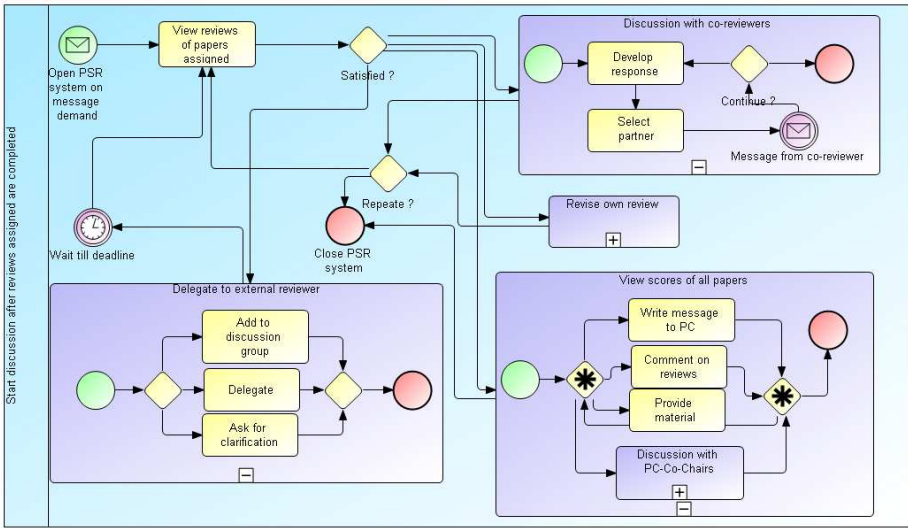 Start discussion after reviews assigned are completed
Open PSR
system on
message
demand
View reviews
of papers
assigned
Satisfied ?
Discussion with co-reviewers
Develop
response
Continue ?
Select
partner
Message from co-reviewer
Repeate ?
Revise own review
Wait till deadline
Close PSR
system
Delegate to external reviewer
Add to
discussion
group
Delegate
Ask for
clarification
View scores of all papers
Write message
to PC
Comment on
reviews
Provide
material
Discussion with
PC-Co-Chairs